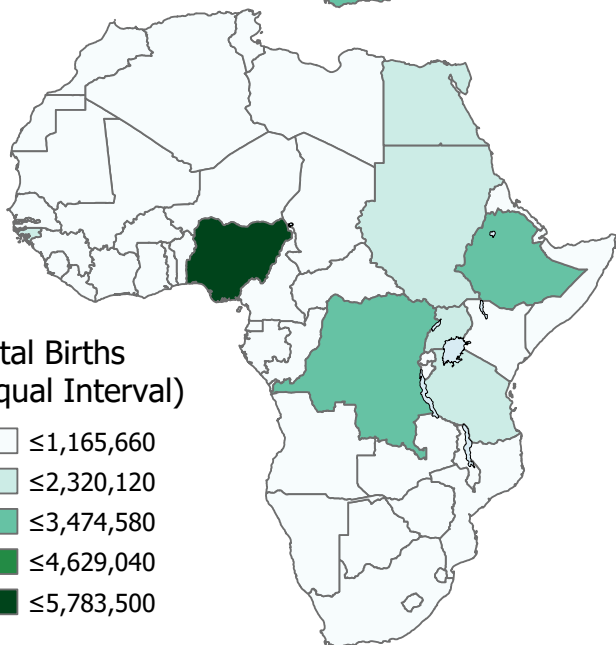 tal Births
qual Interval)
≤1,165,660
≤2,320,120
≤3,474,580
≤4,629,040
≤5,783,500